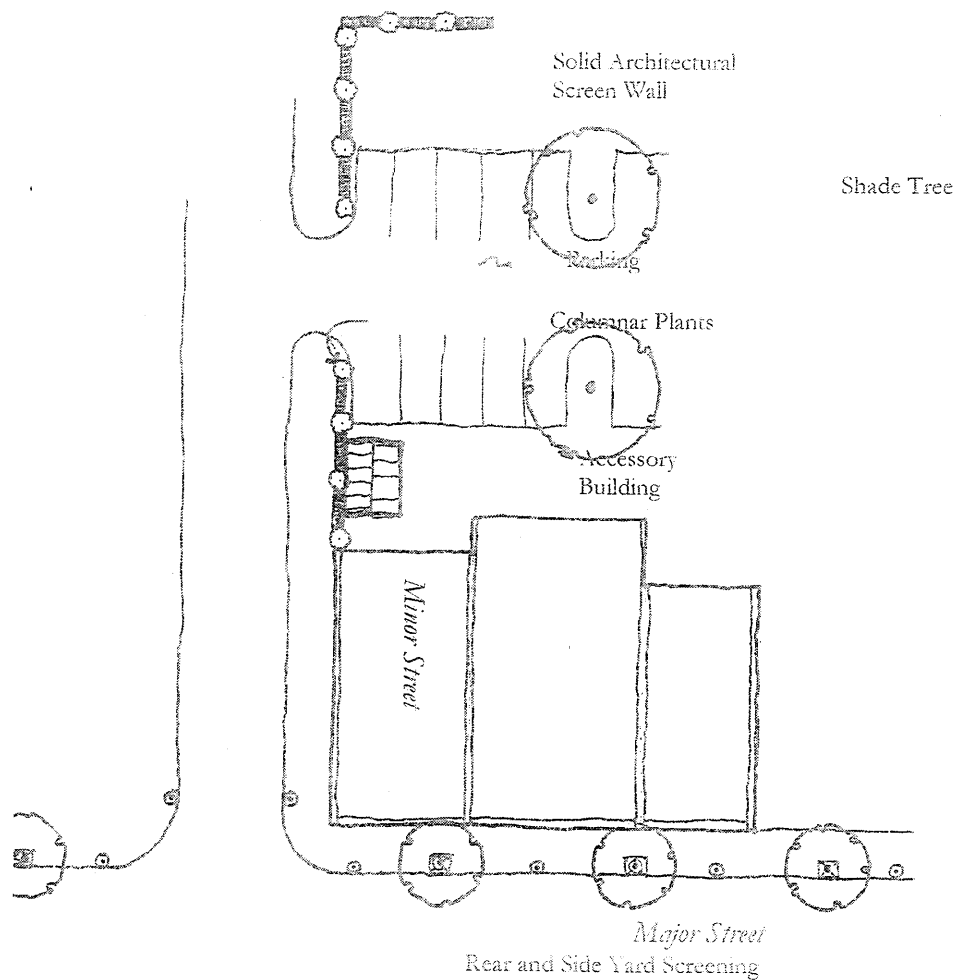 Solid Architectural
Screen Wall
Shade Tree
Parking
Columnar Plants
Accessory
Building
Minor Street
Major Street
Rear and Side Yard Screening